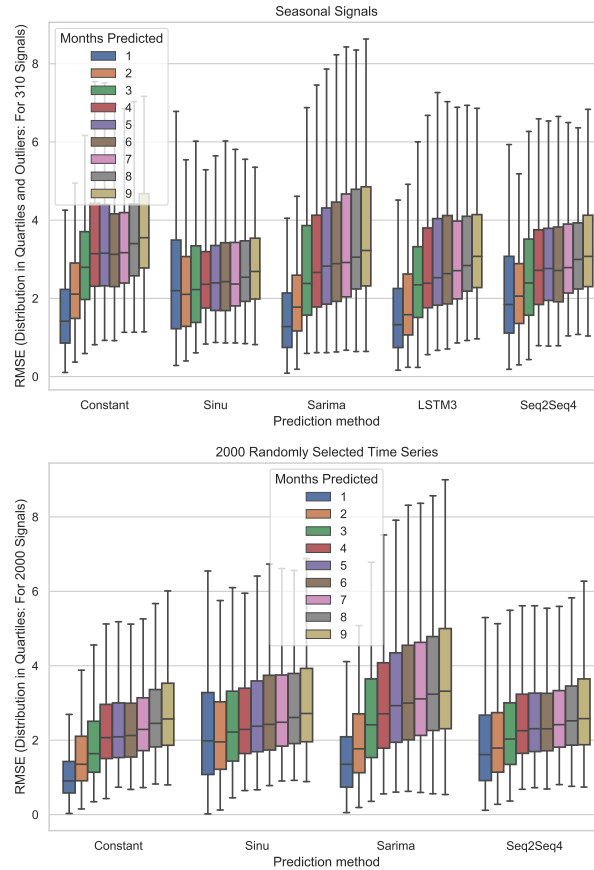 Seasonal Signals
RMSE (Distribution in Quartiles and Outliers: For 310 Signals)
8
6
4
2
0
Months Predicted
1
2
3
4
5
6
7
8
9
Constant Sinu Sarima LSTM3 Seq2Seq4
Prediction method
2000 Randomly Selected Time Series
RMSE (Distribution in Quartiles: For 2000 Signals)
8
6
4
2
0
Months Predicted
1
2
3
4
5
6
7
8
9
Constant Sinu Sarima Seq2Seq4
Prediction method